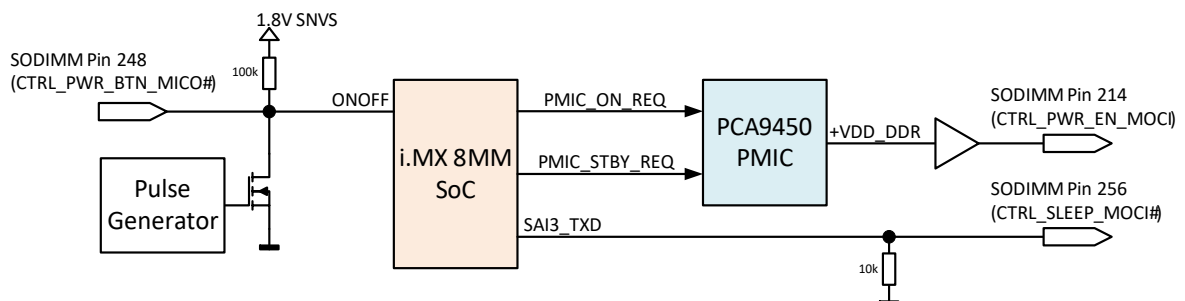 1.8V SNVS
SODIMM Pin 248
(CTRL_PWR_BTN_MICO#)
100k
ONOFF
Pulse
Generator
i.MX 8MM
SoC
PMIC_ON_REQ
PMIC_STBY_REQ
SAI3_TXD
PCA9450
PMIC
+VDD_DDR
SODIMM Pin 214
(CTRL_PWR_EN_MOCI)
SODIMM Pin 256
(CTRL_SLEEP_MOCI#)
10k